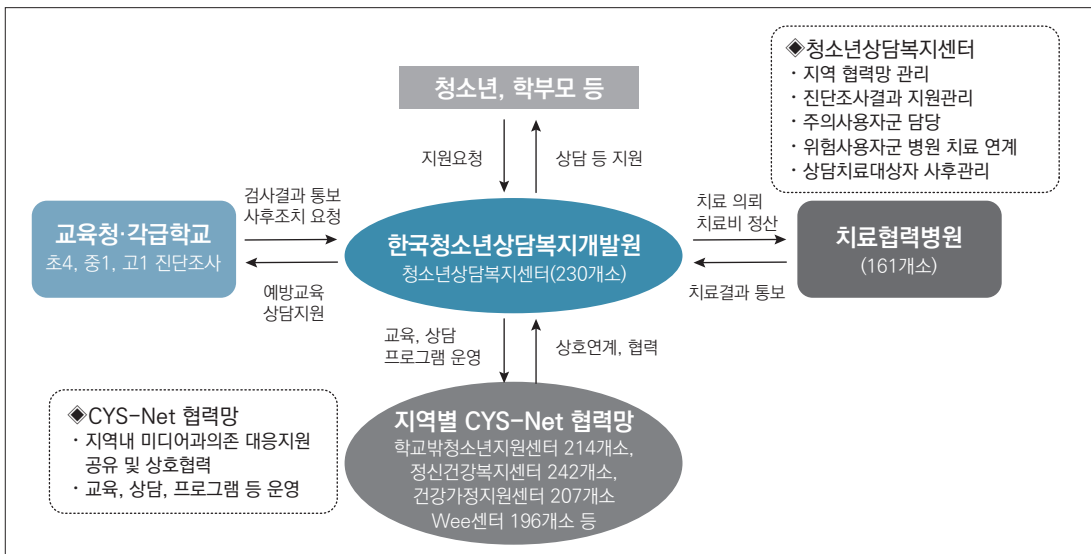 ◈청소년상담복지센터
· 지역 협력망 관리
· 진단조사결과 지원관리
· 주의사용자군 담당
· 위험사용자군 병원 치료 연계
· 상담치료대상자 사후관리
청소년, 학부모 등
지원요청
상담 등 지원
교육청·각급학교
초4, 중1, 고1 진단조사
검사결과 통보
사후조치 요청
예방교육
상담지원
한국청소년상담복지개발원
청소년상담복지센터(230개소)
치료 의뢰
치료비 정산
치료결과 통보
치료협력병원
(161개소)
교육, 상담
프로그램 운영
상호연계, 협력
◈CYS-Net 협력망
· 지역내 미디어과의존 대응지원
공유 및 상호협력
· 교육, 상담, 프로그램 등 운영
지역별 CYS-Net 협력망
학교밖청소년지원센터 214개소,
정신건강복지센터 242개소,
건강가정지원센터 207개소
Wee센터 196개소 등